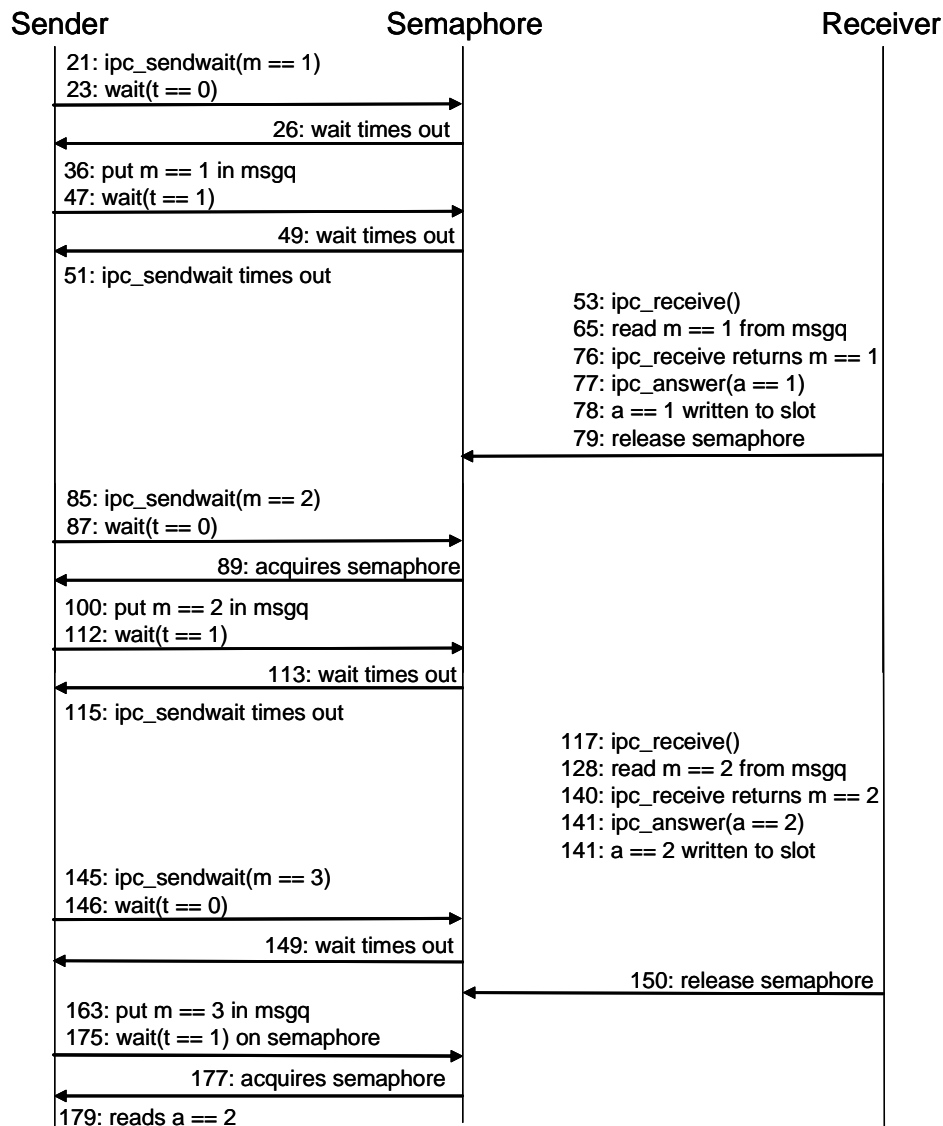 Sender Semaphore Receiver
21: ipc_sendwait(m == 1)
23: wait(t == 0)
26: wait times out
36: put m == 1 in msgq
47: wait(t == 1)
49: wait times out
51: ipc_sendwait times out
53: ipc_receive()
65: read m == 1 from msgq
76: ipc_receive returns m == 1
77: ipc_answer(a == 1)
78: a == 1 written to slot
79: release semaphore
85: ipc_sendwait(m == 2)
87: wait(t == 0)
89: acquires semaphore
100: put m == 2 in msgq
112: wait(t == 1)
113: wait times out
115: ipc_sendwait times out
117: ipc_receive()
128: read m == 2 from msgq
140: ipc_receive returns m == 2
141: ipc_answer(a == 2)
141: a == 2 written to slot
145: ipc_sendwait(m == 3)
146: wait(t == 0)
149: wait times out
150: release semaphore
163: put m == 3 in msgq
175: wait(t == 1) on semaphore
177: acquires semaphore
179: reads a == 2